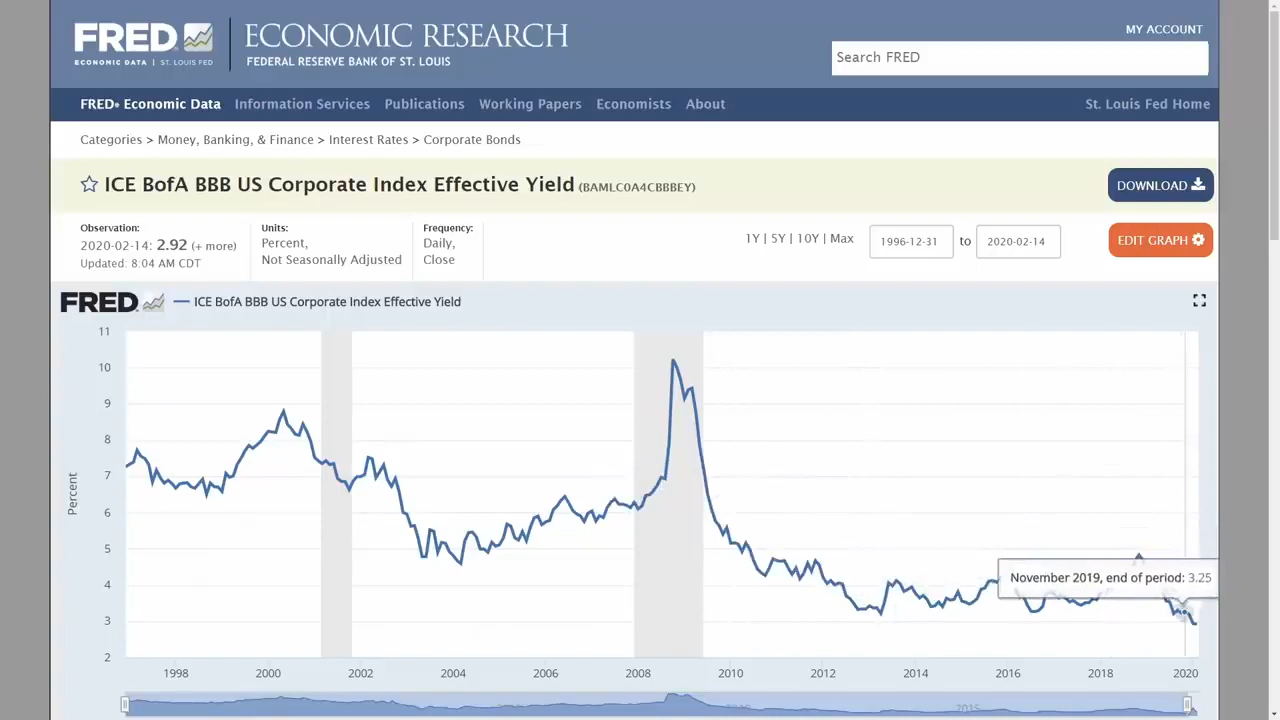 FRED
ECONOMIC DATA | ST. LOUIS FED
ECONOMIC RESEARCH
FEDERAL RESERVE BANK OF ST. LOUIS
MY ACCOUNT
Search FRED
FRED® Economic Data Information Services Publications Working Papers Economists About St. Louis Fed Home
Categories > Money, Banking, & Finance > Interest Rates > Corporate Bonds
ICE BofA BBB US Corporate Index Effective Yield (BAMLC0A4CBBBEY)
DOWNLOAD
Observation:
2020-02-14: 2.92 (+ more)
Updated: 8:04 AM CDT
Units:
Percent,
Not Seasonally Adjusted
Frequency:
Daily,
Close
1Y | 5Y | 10Y | Max
1996-12-31 to 2020-02-14
EDIT GRAPH
FRED
ICE BofA BBB US Corporate Index Effective Yield
11
10
9
8
7
6
5
4
3
2
Percent
November 2019, end of period: 3.25
1998 2000 2002 2004 2006 2008 2010 2012 2014 2016 2018 2020
2015